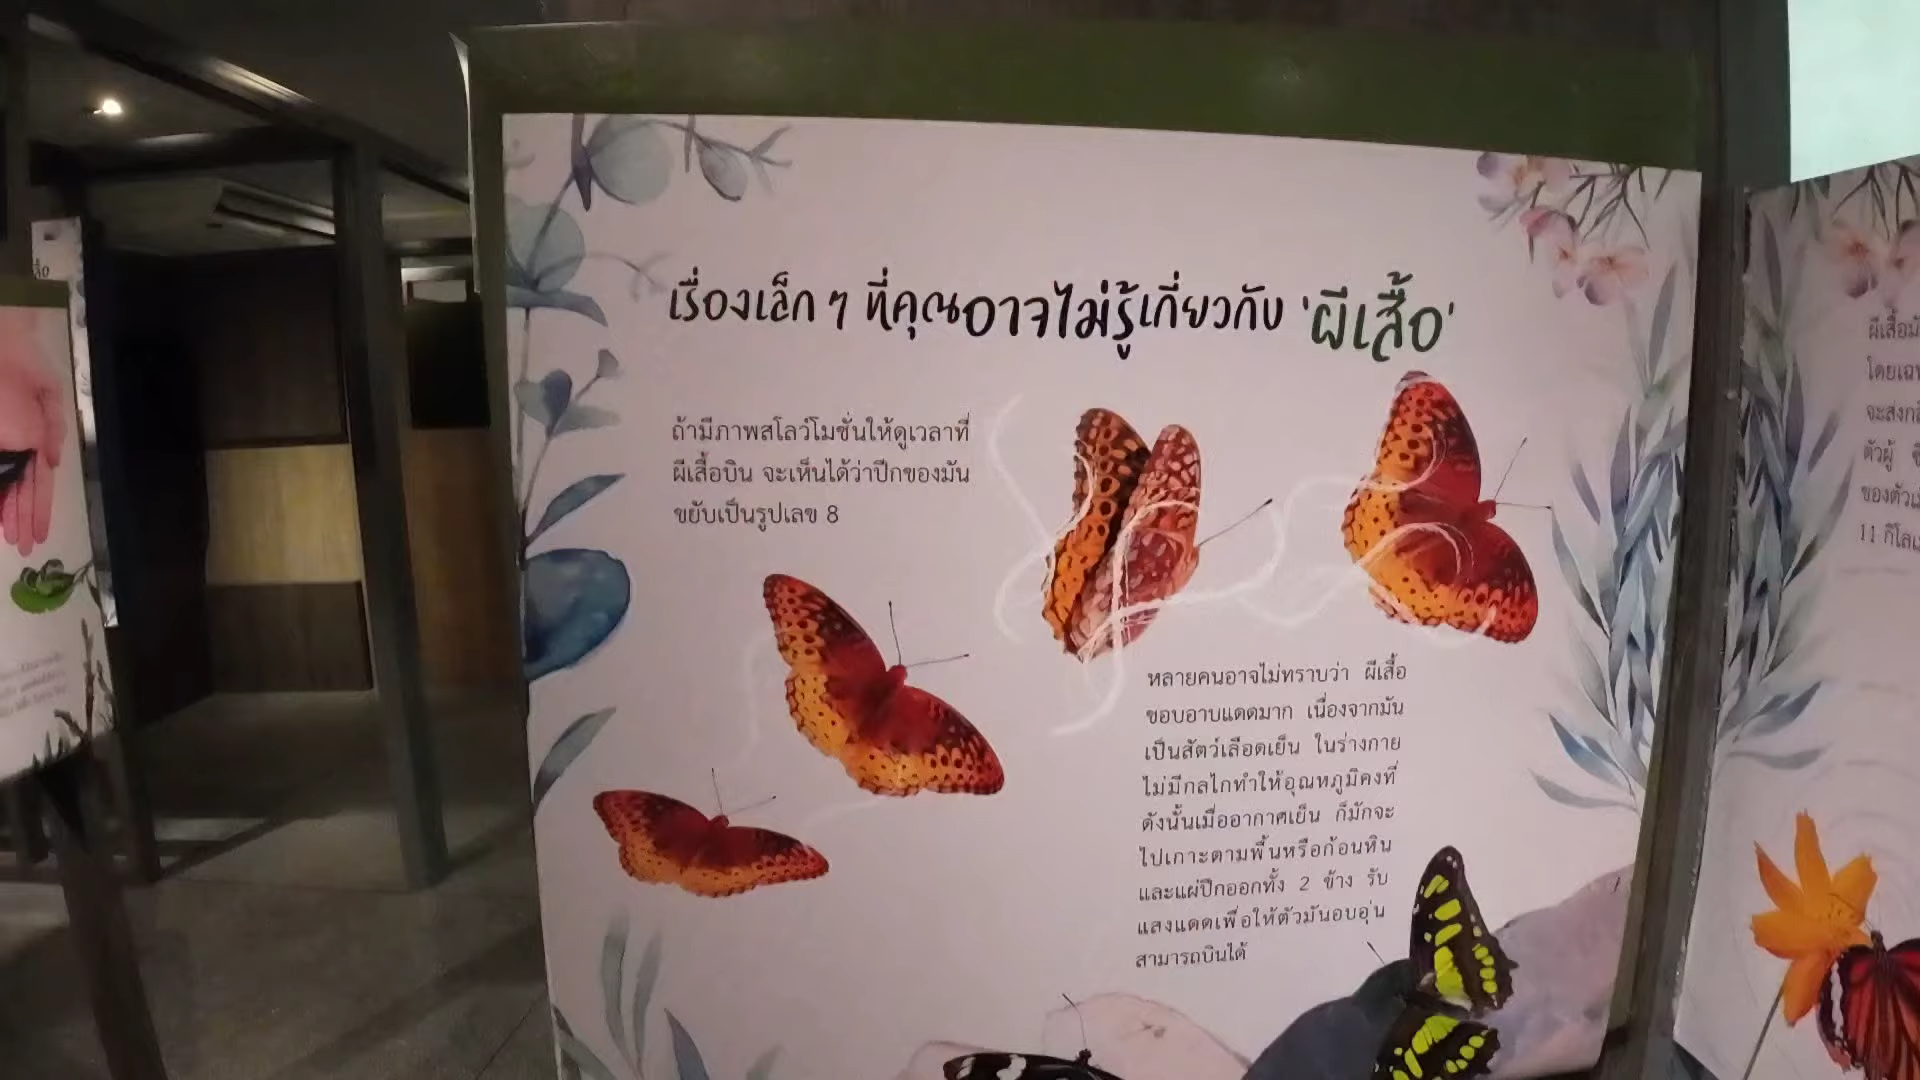 เรื่องเล็ก ๆ ที่คุณอาจไม่รู้เกี่ยวกับ 'ผีเสื้อ'
ถ้ามีภาพสโลว์โมชั่นให้ดูเวลาที่
ผีเสื้อบิน จะเห็นได้ว่าปีกของมัน
ขยับเป็นรูปเลข 8
หลายคนอาจไม่ทราบว่า ผีเสื้อ
ชอบอาบแดดมาก เนื่องจากมัน
เป็นสัตว์เลือดเย็น ในร่างกาย
ไม่มีกลไกทำให้อุณหภูมิคงที่
ดังนั้นเมื่ออากาศเย็น ก็มักจะ
ไปเกาะตามพื้นหรือก้อนหิน
และแผ่ปีกออกทั้ง 2 ข้าง รับ
แสงแดดเพื่อให้ตัวมันอบอุ่น
สามารถบินได้
ผีเสื้อ
จะส่งก
ตัวผู้
11